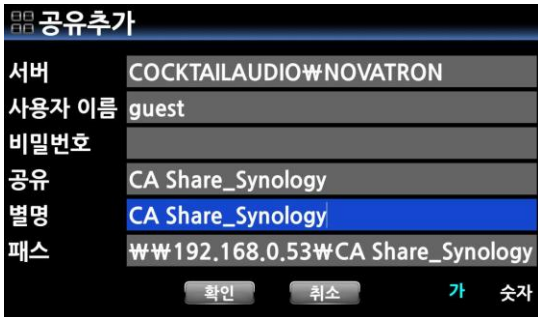 공유추가
서버 COCKTAILAUDIO₩NOVATRON
사용자 이름 guest
비밀번호
공유 CA Share_Synology
별명 CA Share_Synology
패스 ₩₩192.168.0.53₩CA Share_Synology
확인 취소 가 숫자